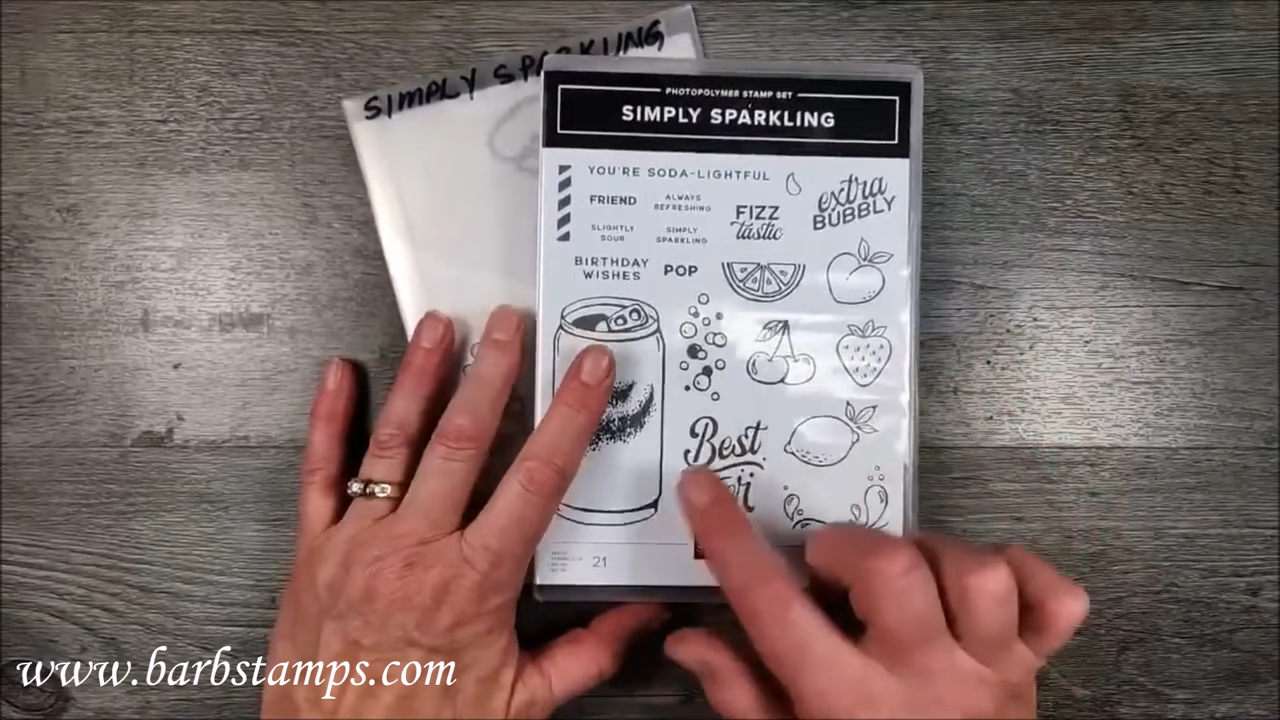 SIMPLY SPARKLING
PHOTOPOLYMER STAMP SET
SIMPLY SPARKLING
YOU'RE SODA-LIGHTFUL
FRIEND
ALWAYS
REFRESHING
SLIGHTLY
SOUR
SIMPLY
SPARKLING
FIZZ
tastic
extra
BUBBLY
BIRTHDAY
WISHES
POP
Best
21
www.barbstamps.com